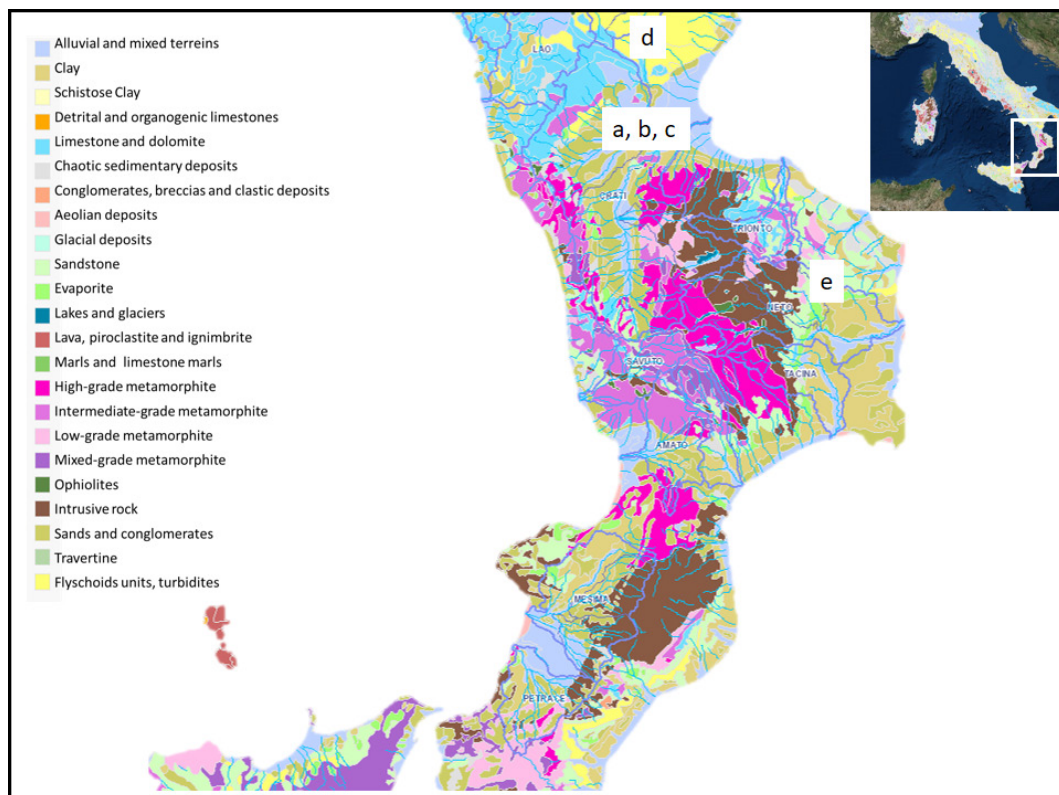 Alluvial and mixed terreins
Clay
Schistose Clay
Detrital and organogenic limestones
Limestone and dolomite
Chaotic sedimentary deposits
Conglomerates, breccias and clastic deposits
Aeolian deposits
Glacial deposits
Sandstone
Evaporite
Lakes and glaciers
Lava, piroclastite and ignimbrite
Marls and limestone marls
High-grade metamorphite
Intermediate-grade metamorphite
Low-grade metamorphite
Mixed-grade metamorphite
Ophiolites
Intrusive rock
Sands and conglomerates
Travertine
Flyschoids units, turbidites
d
LAO
a, b, c
CRATI
TRIONTO
e
NETO
SAVUTO
TACINA
AMATO
MESIMA
PETRACE